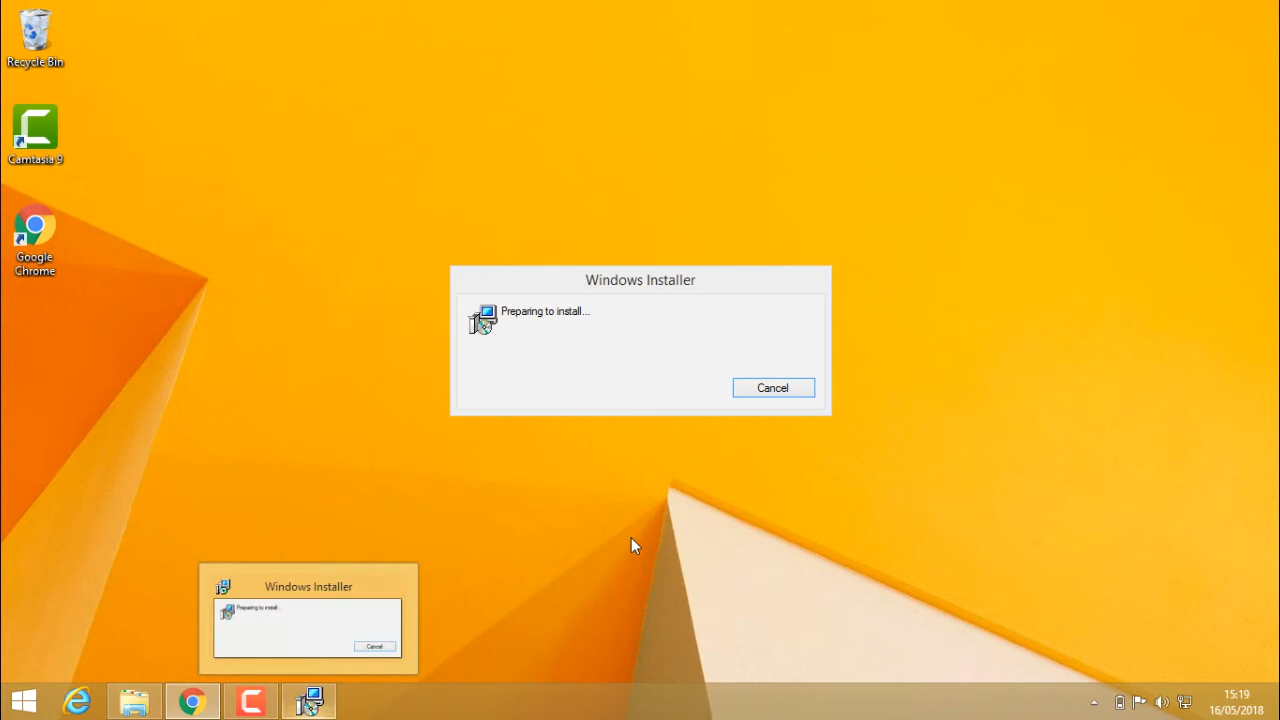 Recycle Bin
Camtasia 9
Google
Chrome
Windows Installer
Preparing to install...
Cancel
Windows Installer
Preparing to install...
Cancel
15:19
16/05/2018